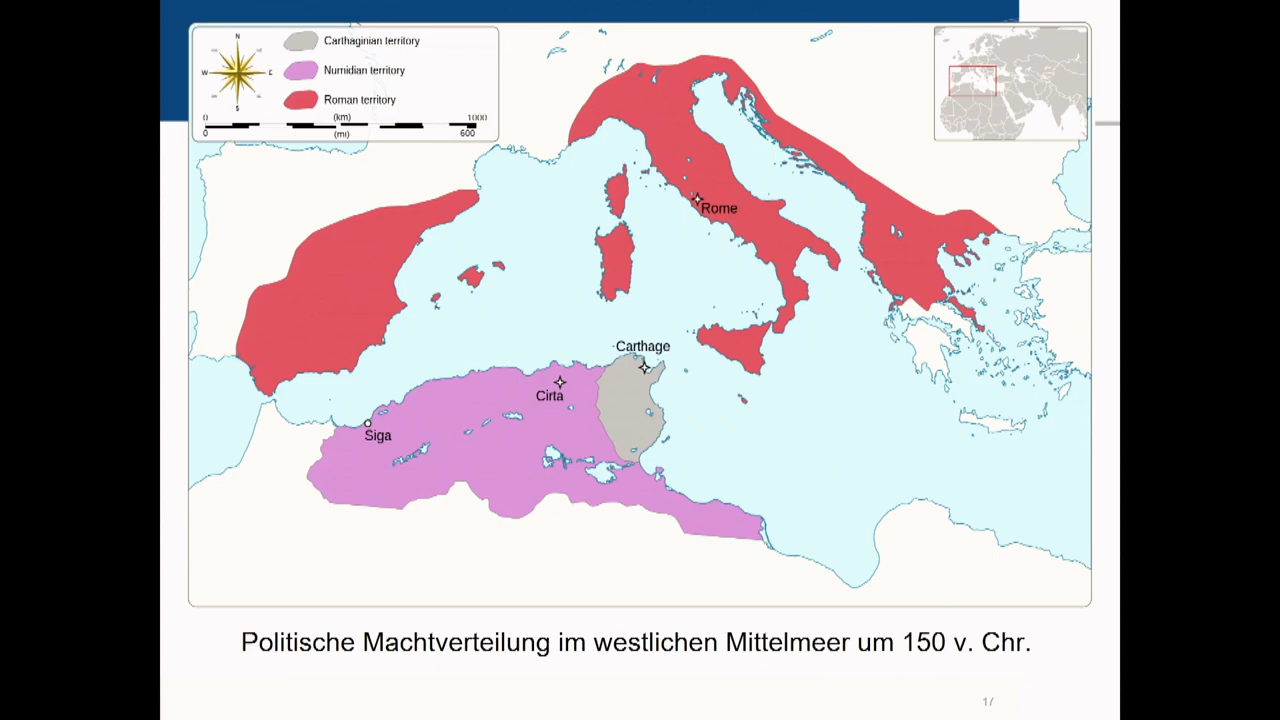 N
W
E
S
Carthaginian territory
Numidian territory
Roman territory
0 (km) 1000
0 (mi) 600
Rome
Carthage
Cirta
Siga
Politische Machtverteilung im westlichen Mittelmeer um 150 v. Chr.
17